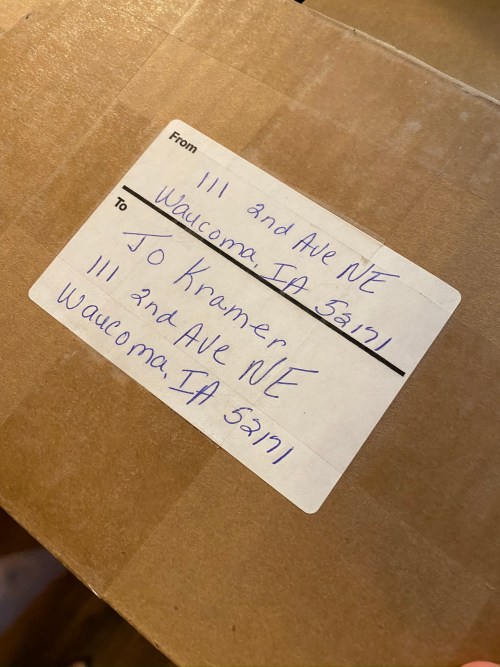 From
111 2nd Ave NE
Waucoma, IA 52171
To
Jo Kramer
111 2nd Ave NE
Waucoma, IA 52171